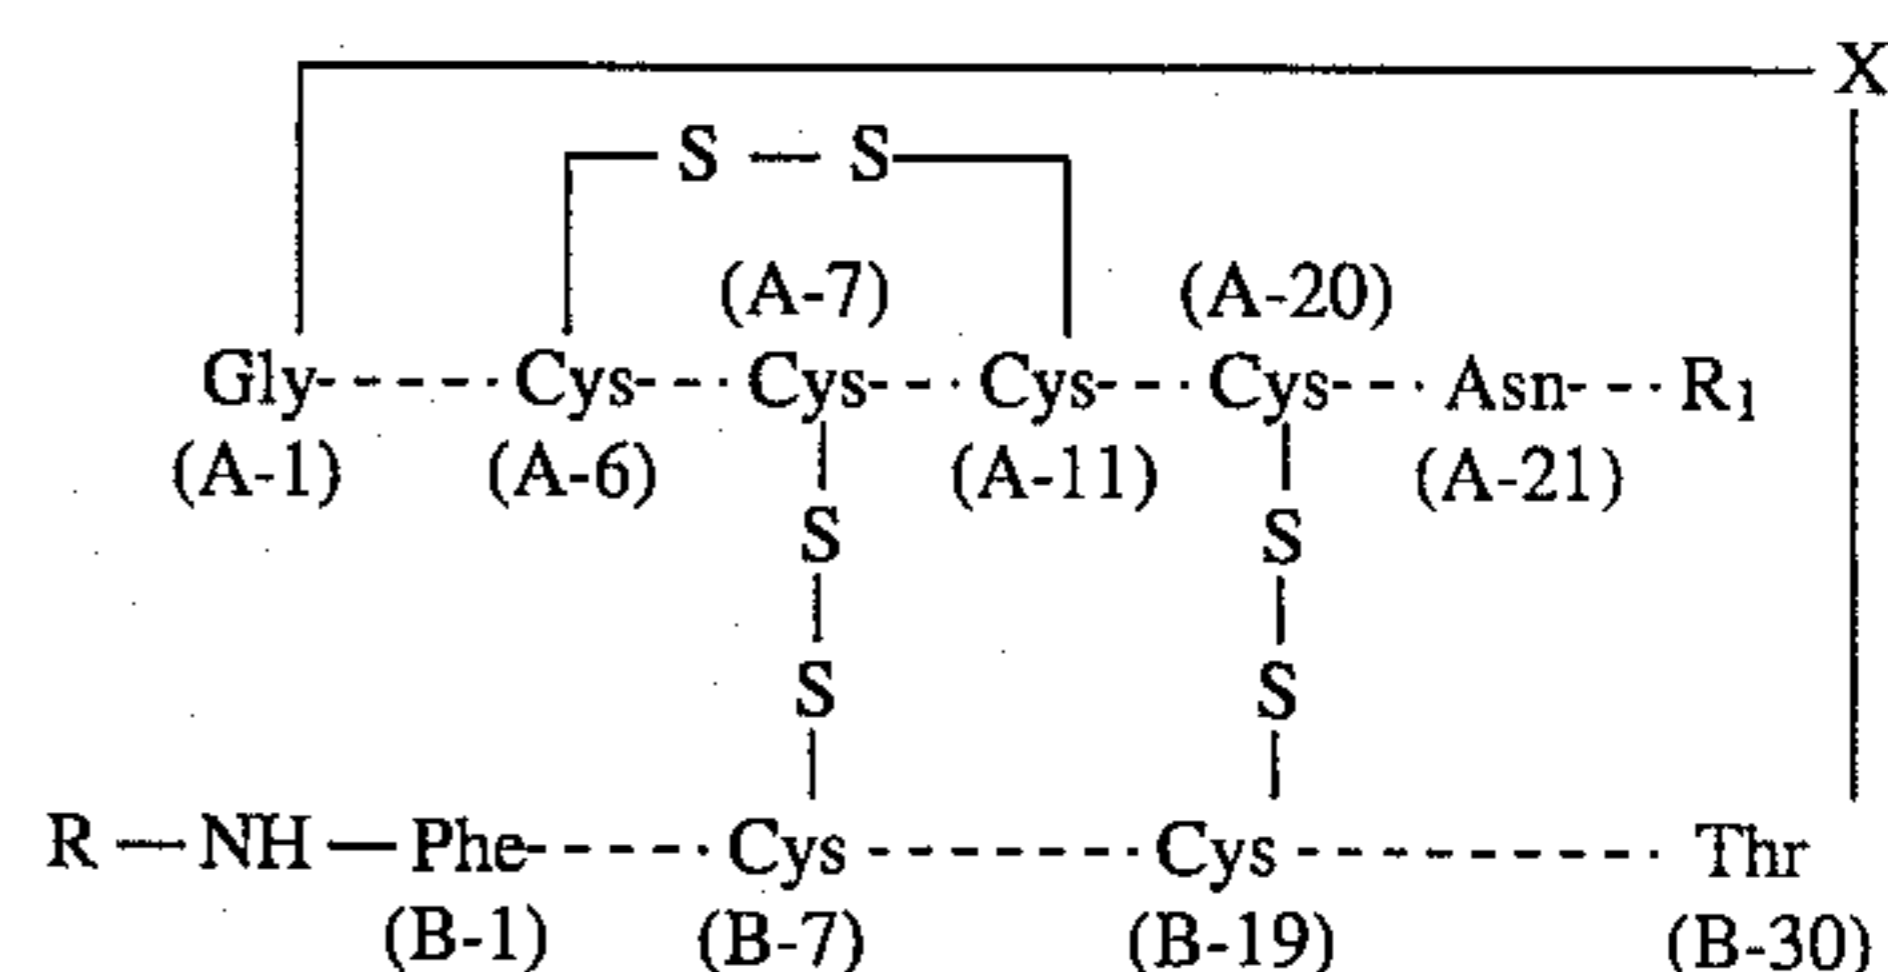 X
S — S
(A-7) (A-20)
Gly-----Cys---Cys---Cys---Cys---Asn---R₁
(A-1) (A-6) (A-11) (A-21)
S S
S S
R — NH — Phe-----Cys--------Cys---------Thr
(B-1) (B-7) (B-19) (B-30)